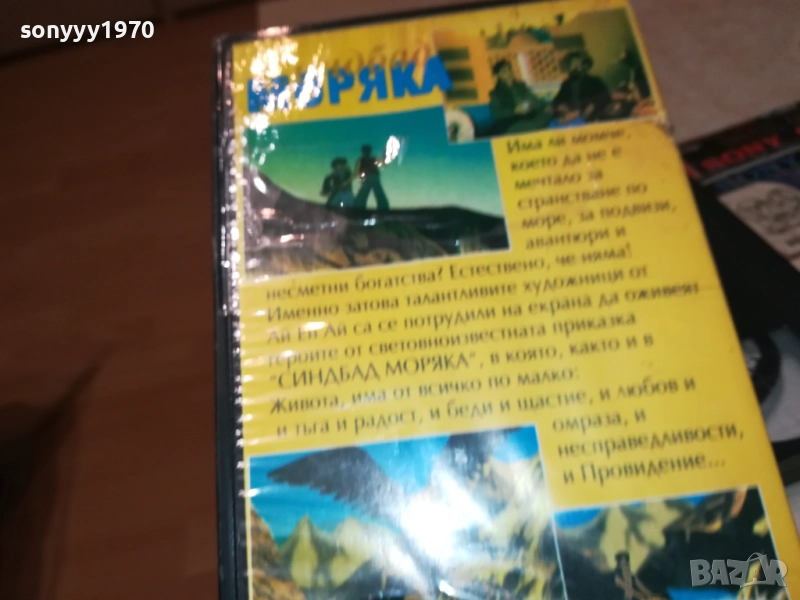 sonyyy1970
Синдбад
МОРЯКА
Има ли момче,
което да не е
мечтало за
странстване по
море, за подвизи,
авантюри и
несметни богатства? Естествено, че няма!
Именно затова талантливите художници от
Ай Ен Ай са се потрудили на екрана да оживеят
героите от световноизвестната приказка
"СИНДБАД МОРЯКА", в която, както и в
Живота, има от всичко по малко:
и тъга и радост, и беди и щастие, и любов и
омраза, и
несправедливости,
и Провидение...
SONY
BAZAR